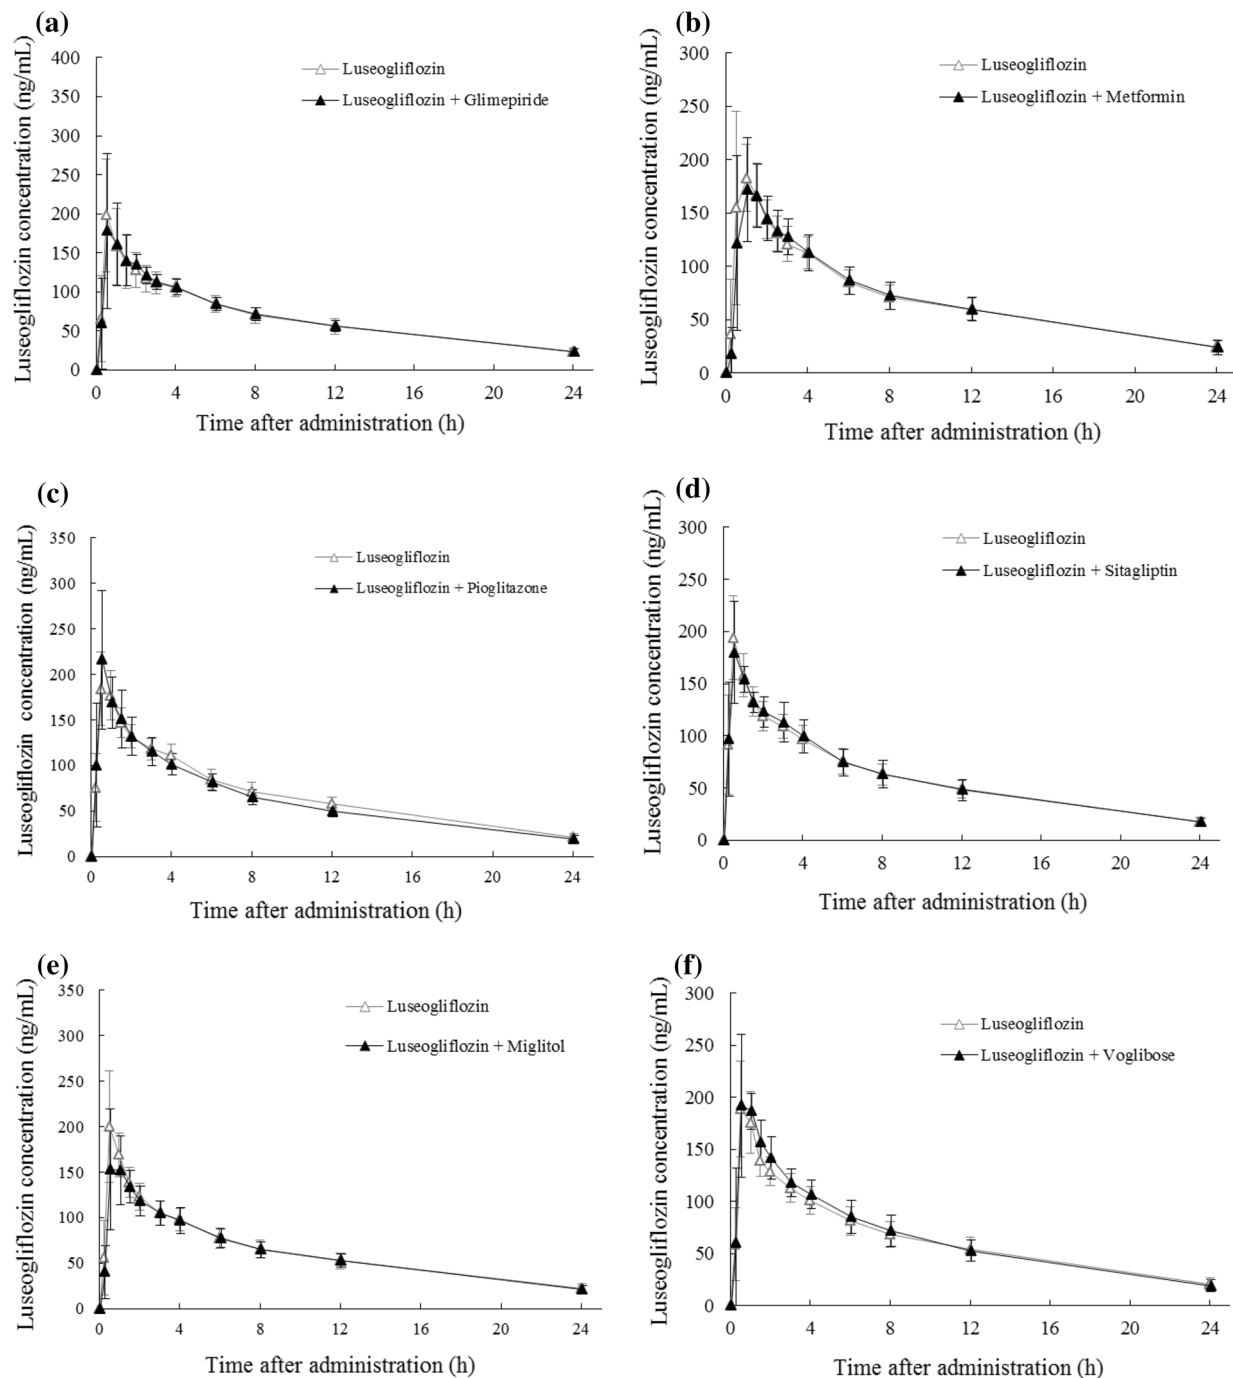 (a)
Luseogliflozin concentration (ng/mL)
400
350
300
250
200
150
100
50
0
Luseogliflozin
Luseogliflozin + Glimepiride
0 4 8 12 16 20 24
Time after administration (h)
(b)
Luseogliflozin concentration (ng/mL)
300
250
200
150
100
50
0
Luseogliflozin
Luseogliflozin + Metformin
0 4 8 12 16 20 24
Time after administration (h)
(c)
Luseogliflozin concentration (ng/mL)
350
300
250
200
150
100
50
0
Luseogliflozin
Luseogliflozin + Pioglitazone
0 4 8 12 16 20 24
Time after administration (h)
(d)
Luseogliflozin concentration (ng/mL)
300
250
200
150
100
50
0
Luseogliflozin
Luseogliflozin + Sitagliptin
0 4 8 12 16 20 24
Time after administration (h)
(e)
Luseogliflozin concentration (ng/mL)
350
300
250
200
150
100
50
0
Luseogliflozin
Luseogliflozin + Miglitol
0 4 8 12 16 20 24
Time after administration (h)
(f)
Luseogliflozin concentration (ng/mL)
300
250
200
150
100
50
0
Luseogliflozin
Luseogliflozin + Voglibose
0 4 8 12 16 20 24
Time after administration (h)